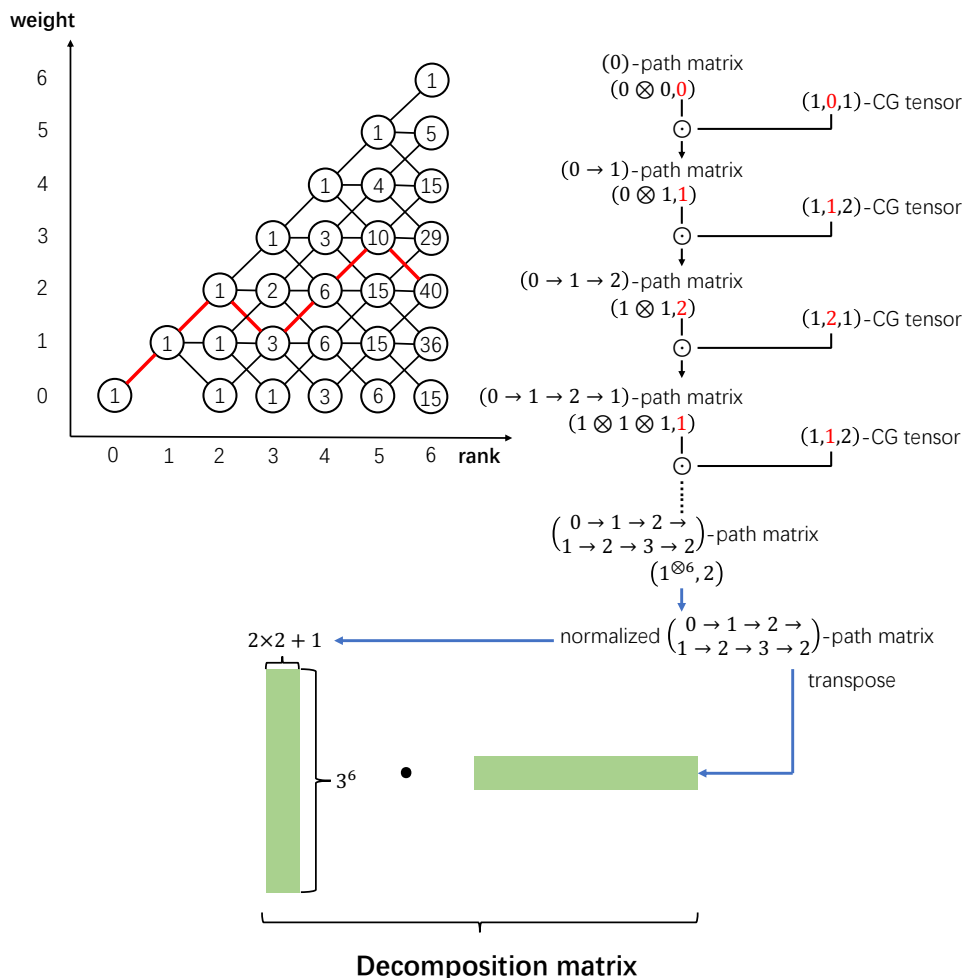 weight
6
5
4
3
2
1
0
1
1 5
1 4 15
1 3 10 29
1 2 6 15 40
1 1 3 6 15 36
1 1 1 3 6 15
0 1 2 3 4 5 6 rank
(0)-path matrix
(0 ⊗ 0,0)
(1,0,1)-CG tensor
⊙
(0 → 1)-path matrix
(0 ⊗ 1,1)
(1,1,2)-CG tensor
⊙
(0 → 1 → 2)-path matrix
(1 ⊗ 1,2)
(1,2,1)-CG tensor
⊙
(0 → 1 → 2 → 1)-path matrix
(1 ⊗ 1 ⊗ 1,1)
(1,1,2)-CG tensor
⊙
(0 → 1 → 2 →
1 → 2 → 3 → 2)-path matrix
(1^{⊗6}, 2)
normalized (0 → 1 → 2 →
1 → 2 → 3 → 2)-path matrix
2×2 + 1
transpose
3^6
•
Decomposition matrix